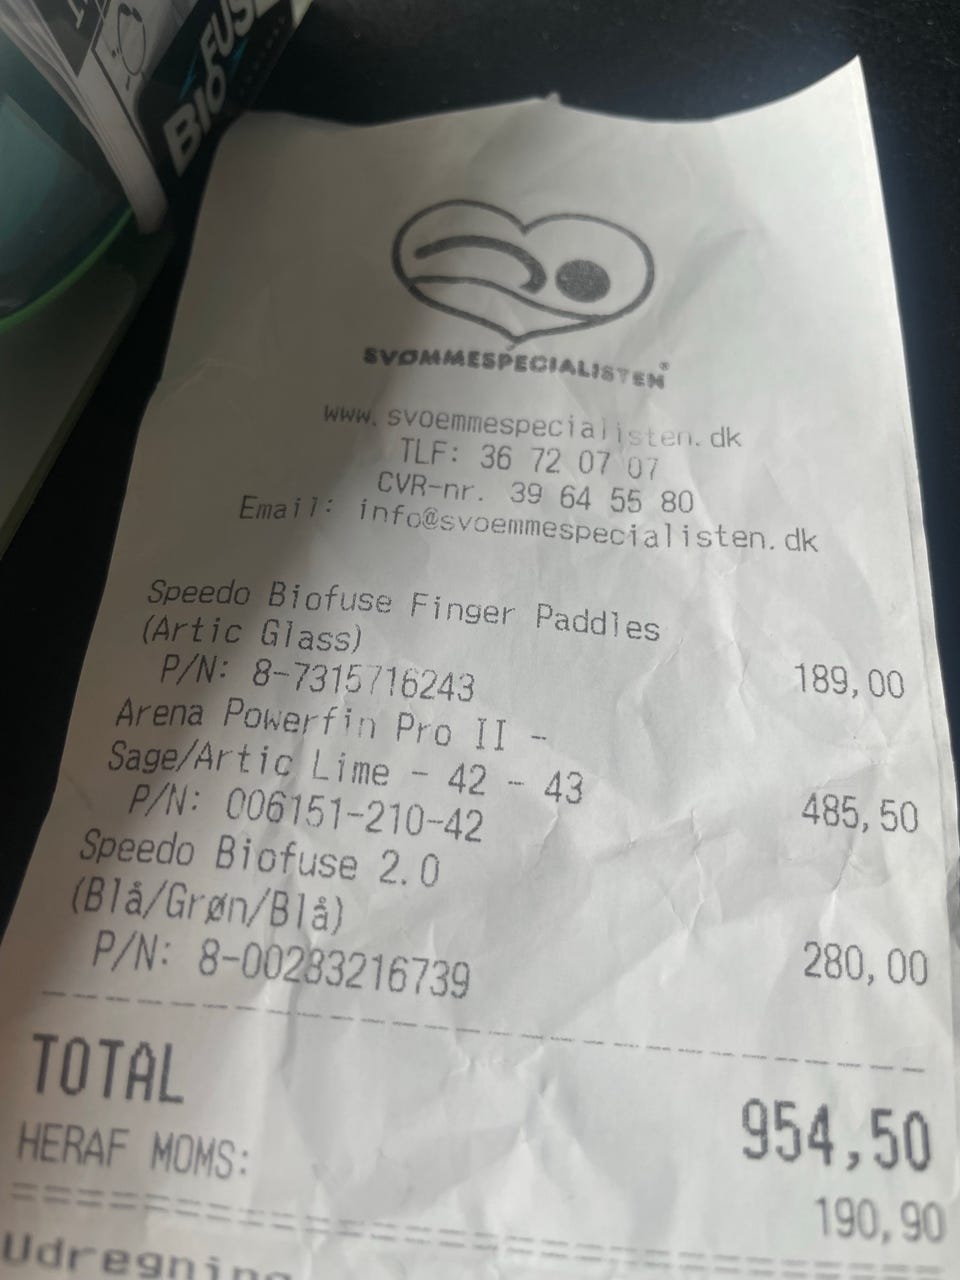 BIOFUSE
SVØMMESPECIALISTEN®
www.svoemmespecialisten.dk
TLF: 36 72 07 07
CVR-nr. 39 64 55 80
Email: info@svoemmespecialisten.dk
Speedo Biofuse Finger Paddles
(Artic Glass)
P/N: 8-7315716243 189,00
Arena Powerfin Pro II -
Sage/Artic Lime - 42 - 43
P/N: 006151-210-42 485,50
Speedo Biofuse 2.0
(Blå/Grøn/Blå)
P/N: 8-00283216739 280,00
TOTAL 954,50
HERAF MOMS: 190,90
Udregning